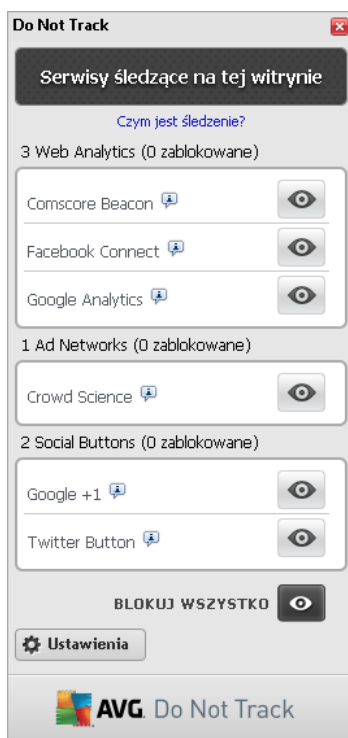 Do Not Track
Serwisy śledzące na tej witrynie
Czym jest śledzenie?
3 Web Analytics (0 zablokowane)
Comscore Beacon
Facebook Connect
Google Analytics
1 Ad Networks (0 zablokowane)
Crowd Science
2 Social Buttons (0 zablokowane)
Google +1
Twitter Button
BLOKUJ WSZYSTKO
Ustawienia
AVG. Do Not Track